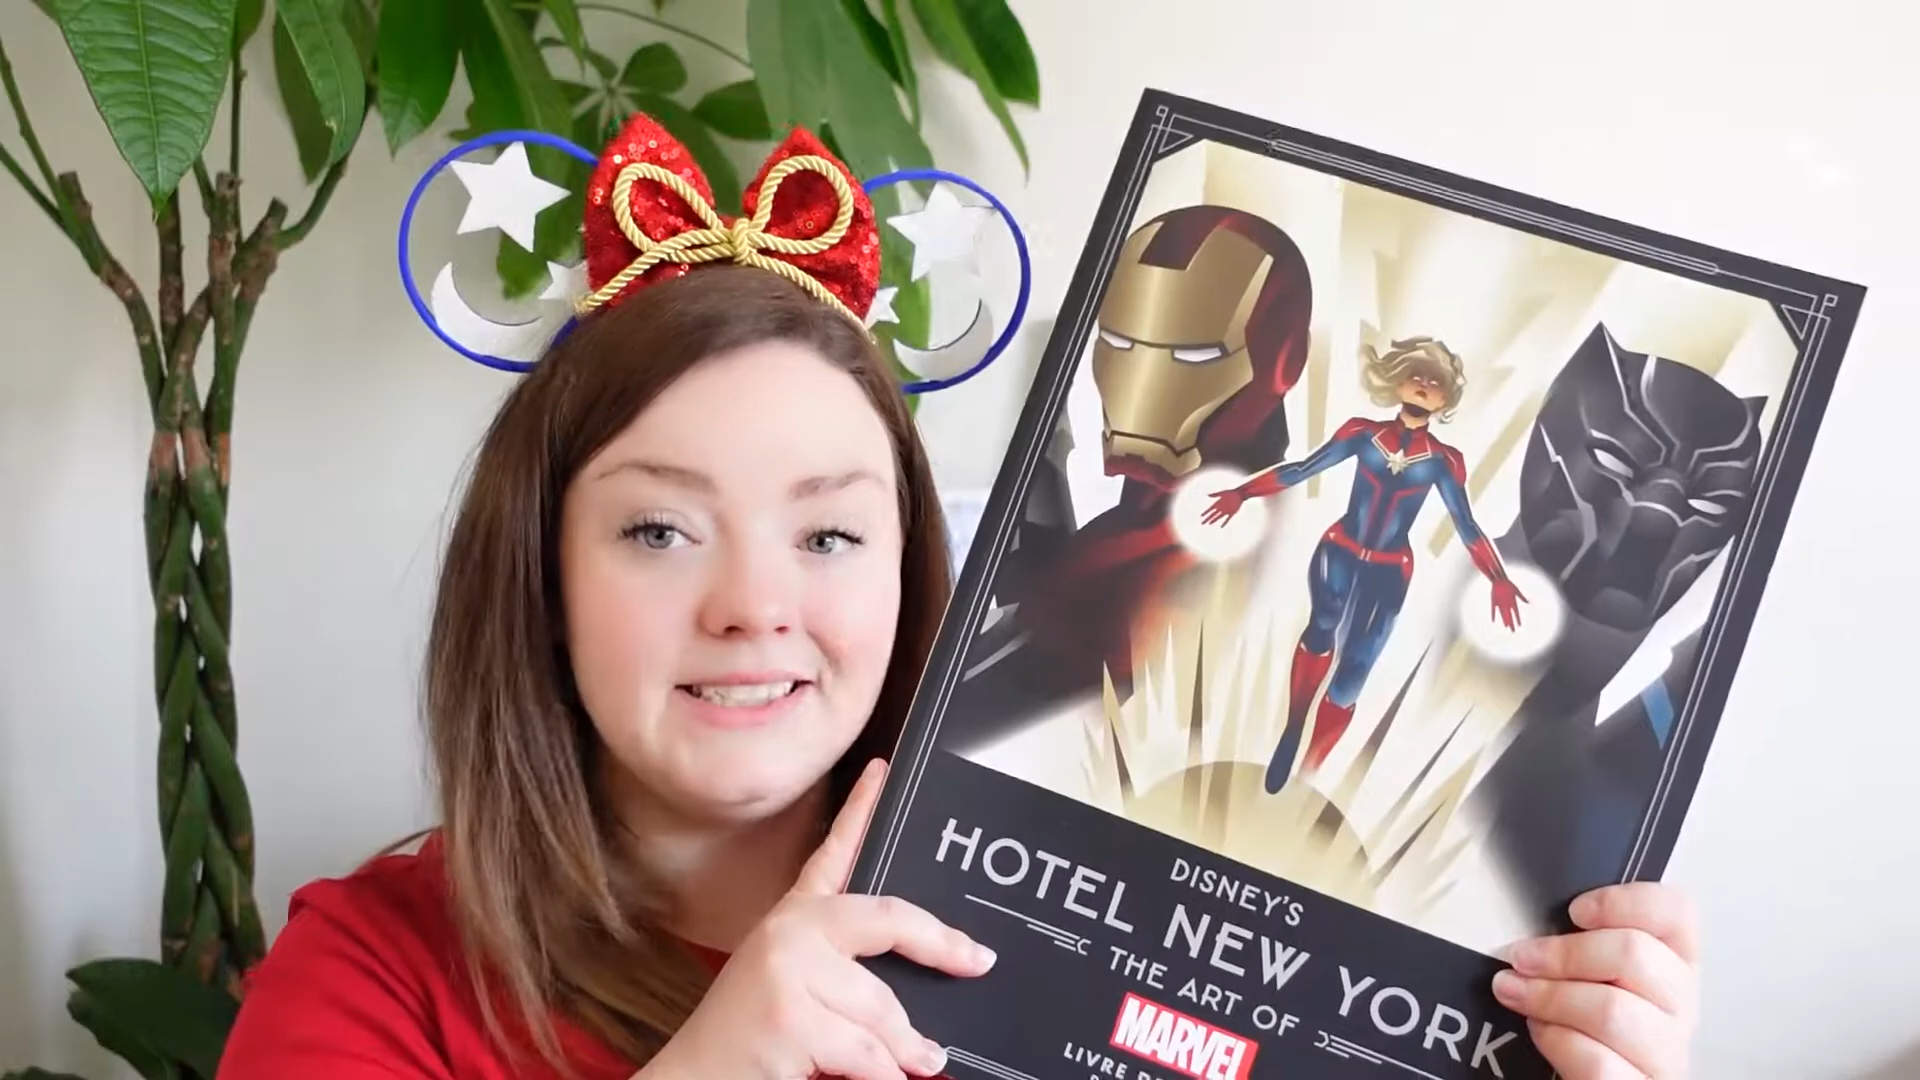 DISNEY'S
HOTEL NEW YORK
THE ART OF
MARVEL
LIVRE